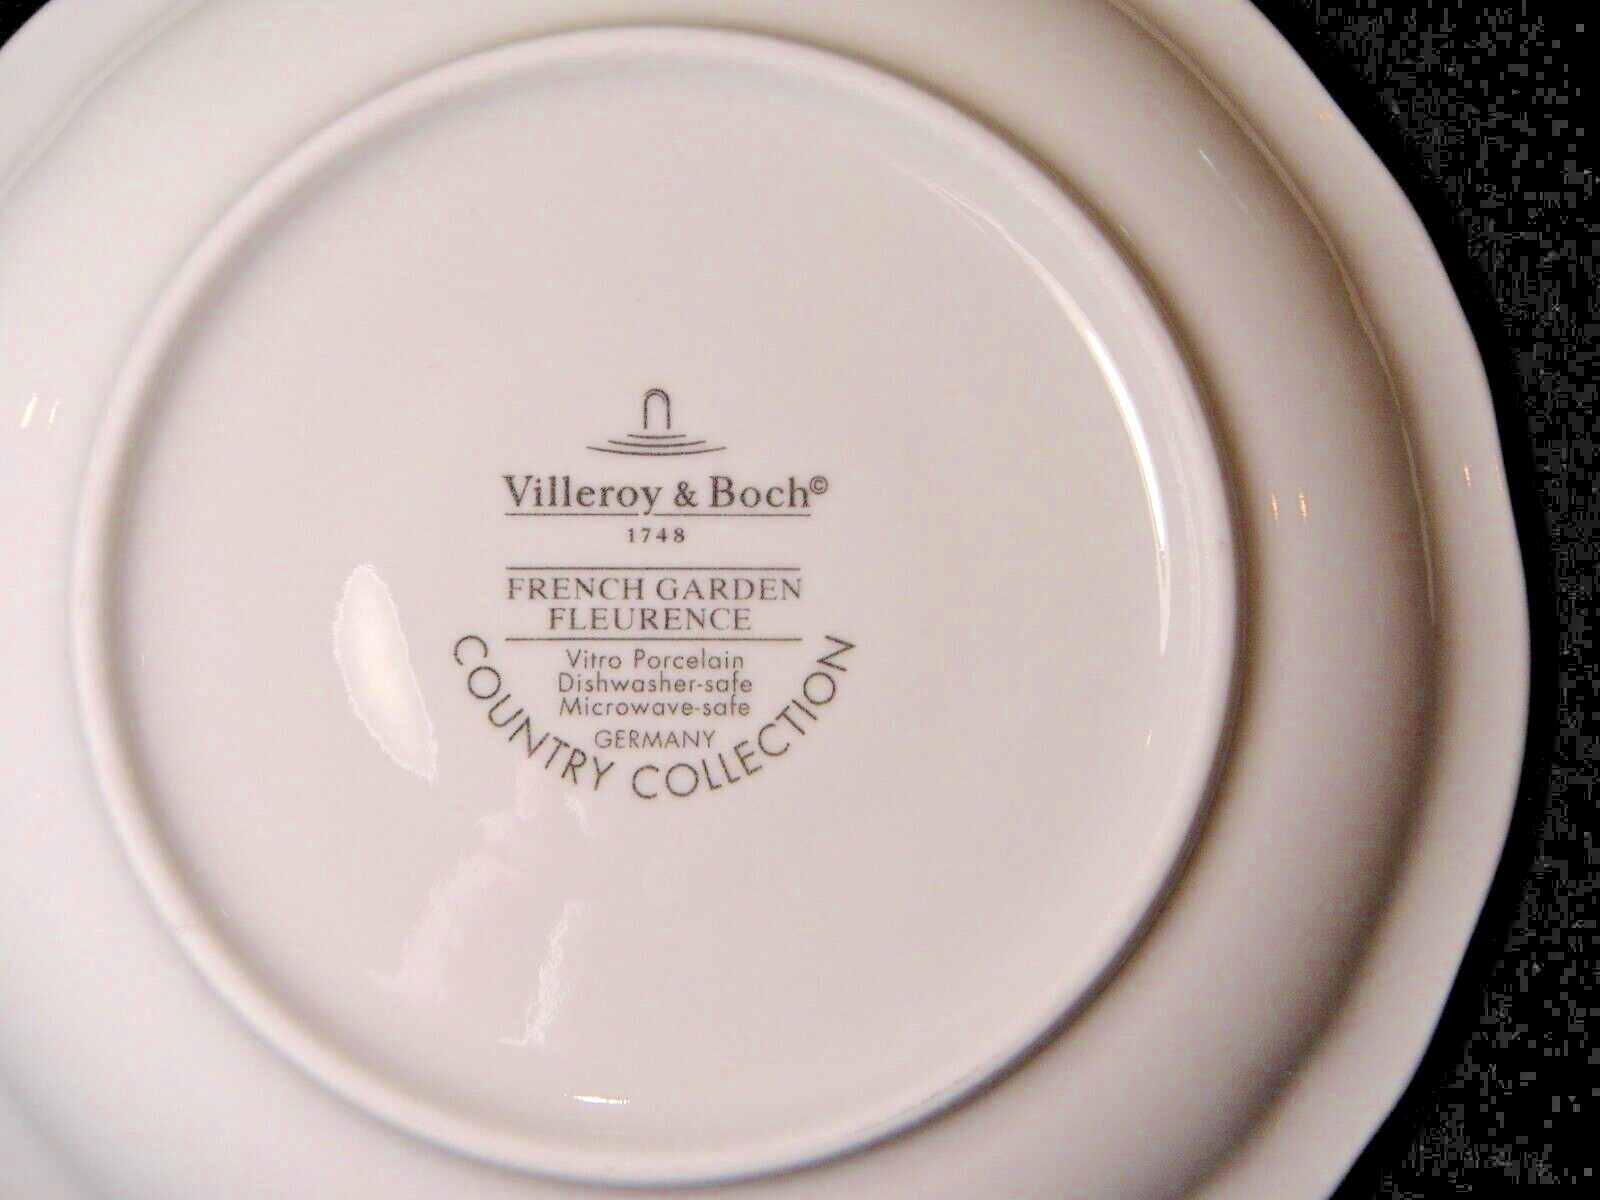 Villeroy & Boch©
1748
FRENCH GARDEN
FLEURENCE
Vitro Porcelain
Dishwasher-safe
Microwave-safe
GERMANY
COUNTRY COLLECTION